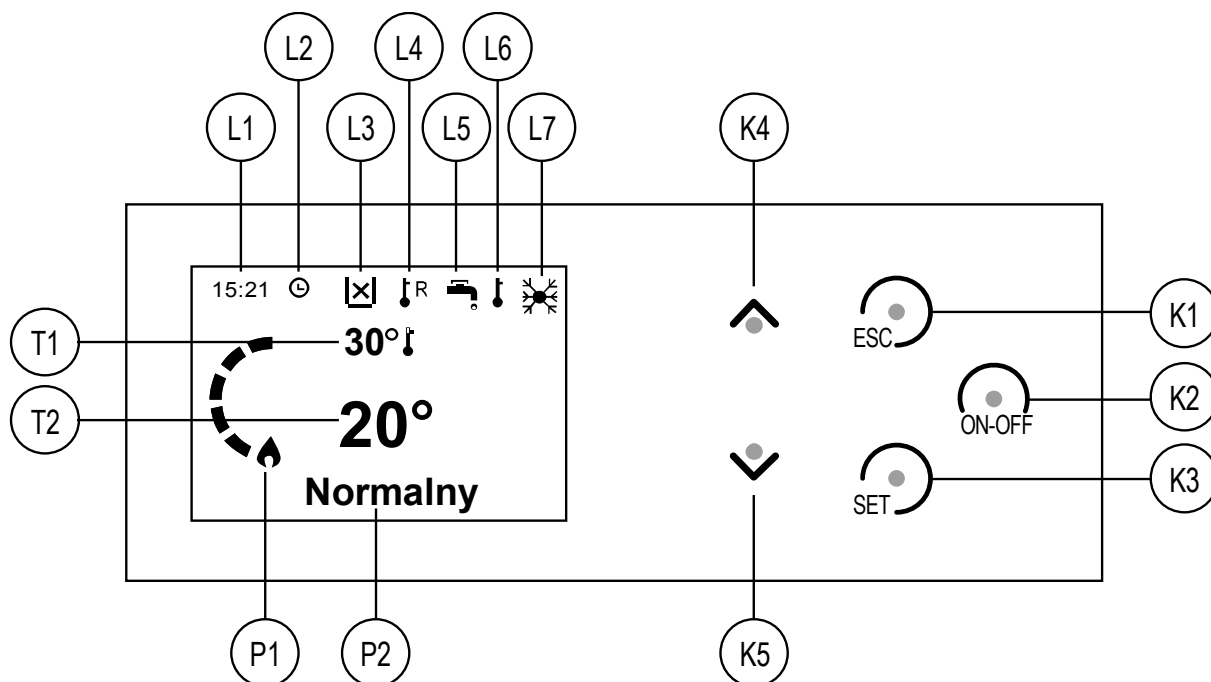 L2 L4 L6
L1 L3 L5 L7 K4
15:21 R
T1 30° ESC K1
T2 20° ON-OFF K2
SET K3
Normalny
P1 P2 K5